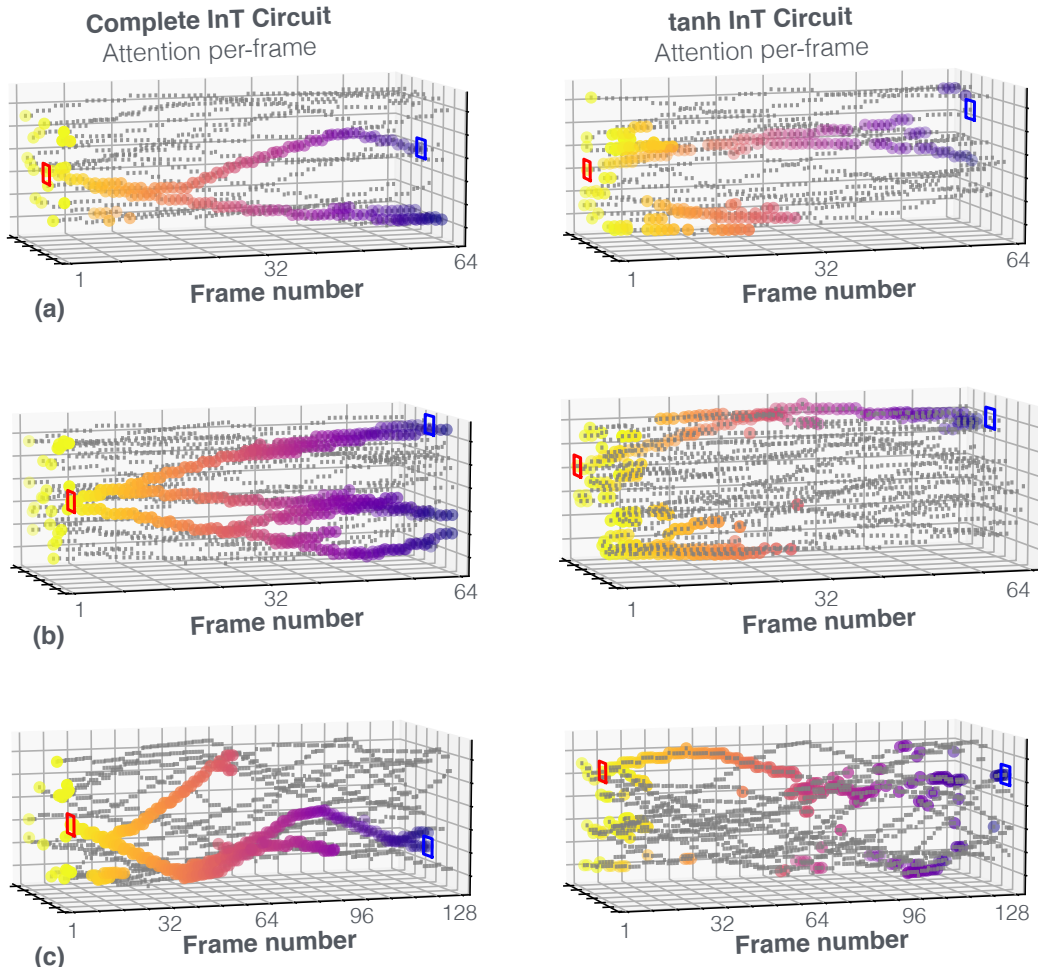 Complete InT Circuit
Attention per-frame
tanh InT Circuit
Attention per-frame
1
32
64
Frame number
1
32
64
Frame number
(a)
1
32
64
Frame number
1
32
64
Frame number
(b)
1
32
64
96
128
Frame number
1
32
64
96
128
Frame number
(c)